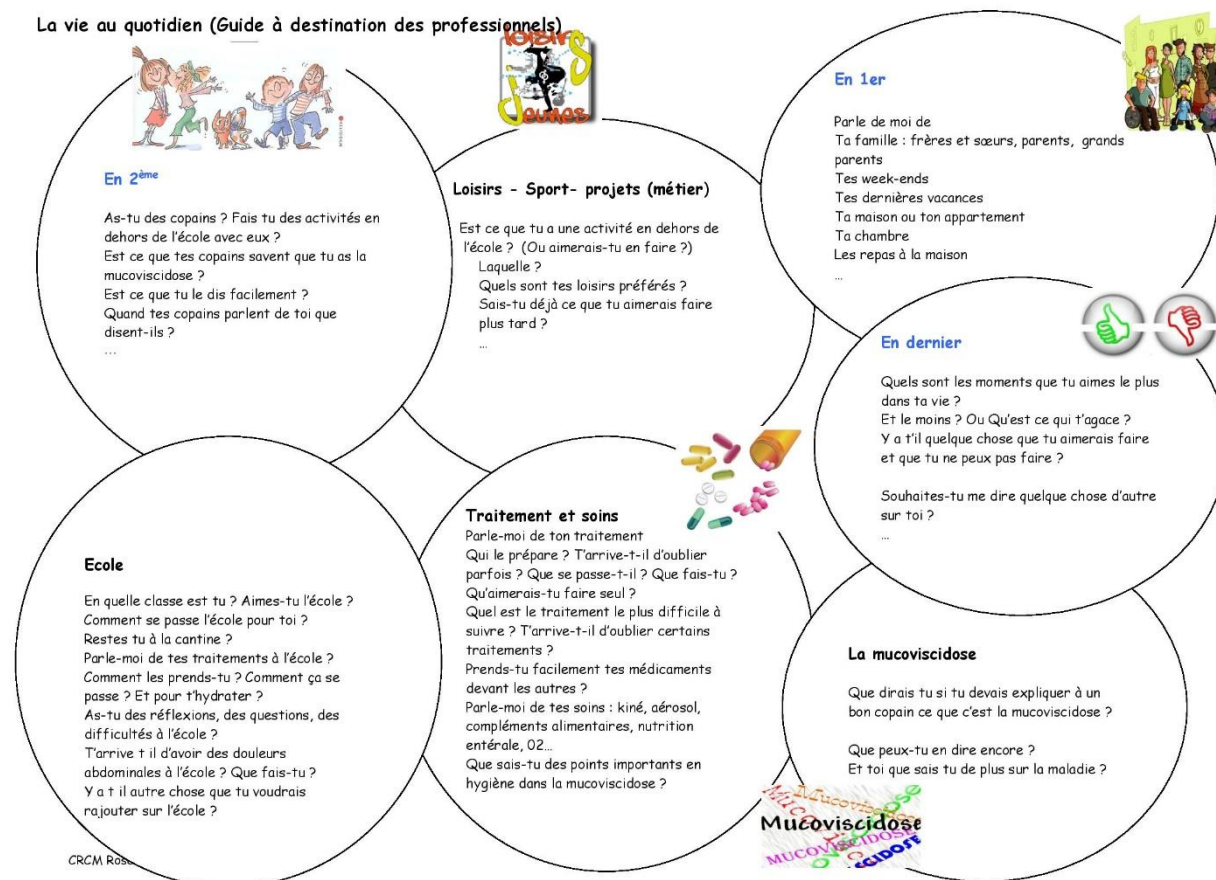 La vie au quotidien (Guide à destination des professionnels)
loisirs
Jeunes
En 1er
Parle de moi de
Ta famille : frères et sœurs, parents, grands
parents
Tes week-ends
Tes dernières vacances
Ta maison ou ton appartement
Ta chambre
Les repas à la maison
...
En 2ème
As-tu des copains ? Fais tu des activités en
dehors de l'école avec eux ?
Est ce que tes copains savent que tu as la
mucoviscidose ?
Est ce que tu le dis facilement ?
Quand tes copains parlent de toi que
disent-ils ?
...
Loisirs - Sport- projets (métier)
Est ce que tu a une activité en dehors de
l'école ? (Ou aimerais-tu en faire ?)
Laquelle ?
Quels sont tes loisirs préférés ?
Sais-tu déjà ce que tu aimerais faire
plus tard ?
...
En dernier
Quels sont les moments que tu aimes le plus
dans ta vie ?
Et le moins ? Ou Qu'est ce qui t'agace ?
Y a t'il quelque chose que tu aimerais faire
et que tu ne peux pas faire ?
Souhaites-tu me dire quelque chose d'autre
sur toi ?
...
Ecole
En quelle classe est tu ? Aimes-tu l'école ?
Comment se passe l'école pour toi ?
Restes tu à la cantine ?
Parle-moi de tes traitements à l'école ?
Comment les prends-tu ? Comment ça se
passe ? Et pour t'hydrater ?
As-tu des réflexions, des questions, des
difficultés à l'école ?
T'arrive t il d'avoir des douleurs
abdominales à l'école ? Que fais-tu ?
Y a t il autre chose que tu voudrais
rajouter sur l'école ?
Traitement et soins
Parle-moi de ton traitement
Qui le prépare ? T'arrive-t-il d'oublier
parfois ? Que se passe-t-il ? Que fais-tu ?
Qu'aimerais-tu faire seul ?
Quel est le traitement le plus difficile à
suivre ? T'arrive-t-il d'oublier certains
traitements ?
Prends-tu facilement tes médicaments
devant les autres ?
Parle-moi de tes soins : kiné, aérosol,
compléments alimentaires, nutrition
entérale, 02...
Que sais-tu des points importants en
hygiène dans la mucoviscidose ?
La mucoviscidose
Que dirais tu si tu devais expliquer à un
bon copain ce que c'est la mucoviscidose ?
Que peux-tu en dire encore ?
Et toi que sais tu de plus sur la maladie ?
Mucoviscidose
Mucoviscidose
MUCOVISCIDOSE
CRCM